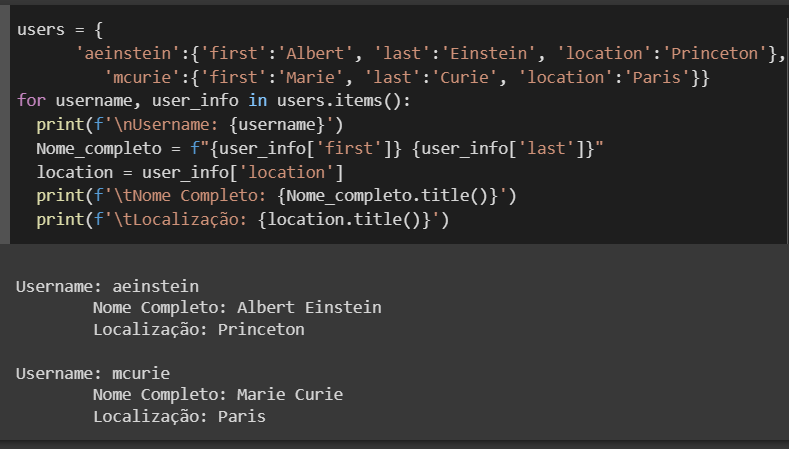 users = {
      'aeinstein':{'first':'Albert', 'last':'Einstein', 'location':'Princeton'},
         'mcurie':{'first':'Marie', 'last':'Curie', 'location':'Paris'}}
for username, user_info in users.items():
  print(f'\nUsername: {username}')
  Nome_completo = f"{user_info['first']} {user_info['last']}"
  location = user_info['location']
  print(f'\tNome Completo: {Nome_completo.title()}')
  print(f'\tLocalização: {location.title()}')
Username: aeinstein
        Nome Completo: Albert Einstein
        Localização: Princeton
Username: mcurie
        Nome Completo: Marie Curie
        Localização: Paris